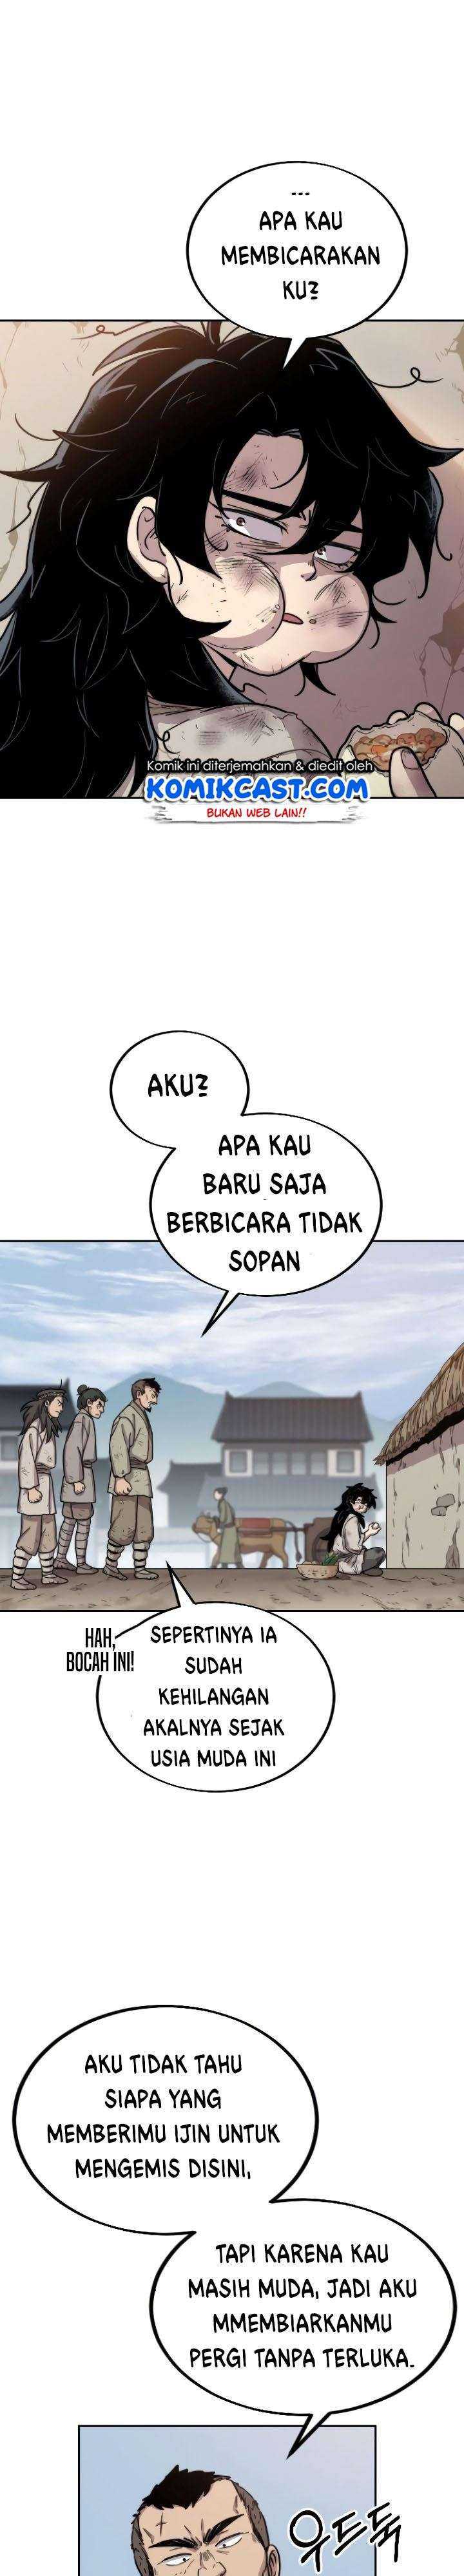 ...
APA KAU
MEMBICARAKAN
KU?
Komik ini diterjemahkan & diedit oleh
KOMIKCAST.COM
BUKAN WEB LAIN!!
AKU?
APA KAU
BARU SAJA
BERBICARA TIDAK
SOPAN
HAH,
BOCAH INI!
SEPERTINYA IA
SUDAH
KEHILANGAN
AKALNYA SEJAK
USIA MUDA INI
AKU TIDAK TAHU
SIAPA YANG
MEMBERIMU IJIN UNTUK
MENGEMIS DISINI,
TAPI KARENA KAU
MASIH MUDA, JADI AKU
MMEMBIARKANMU
PERGI TANPA TERLUKA.
우드득